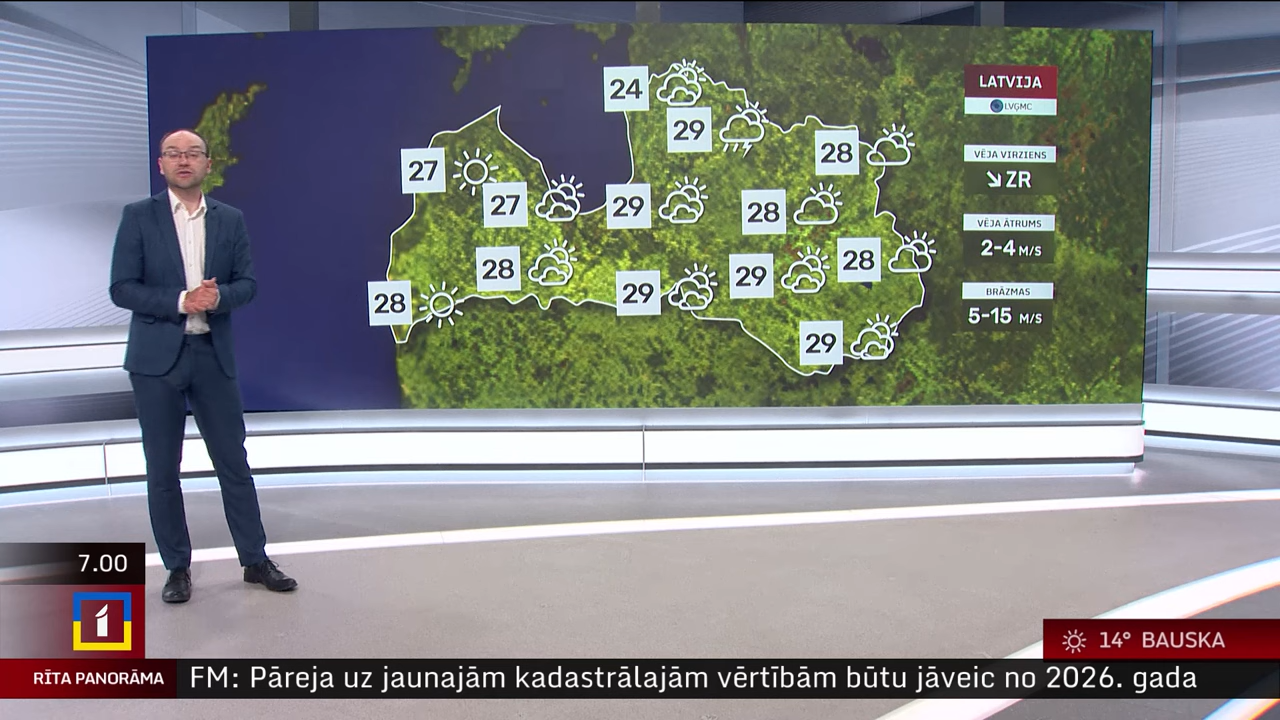 24
29
28
27
27
29
28
28
29
29
28
28
29
LATVIJA
LVĢMC
VĒJA VIRZIENS
ZR
VĒJA ĀTRUMS
2-4 M/S
BRĀZMAS
5-15 M/S
7.00
1
14° BAUSKA
RĪTA PANORĀMA
FM: Pāreja uz jaunajām kadastrālajām vērtībām būtu jāveic no 2026. gada